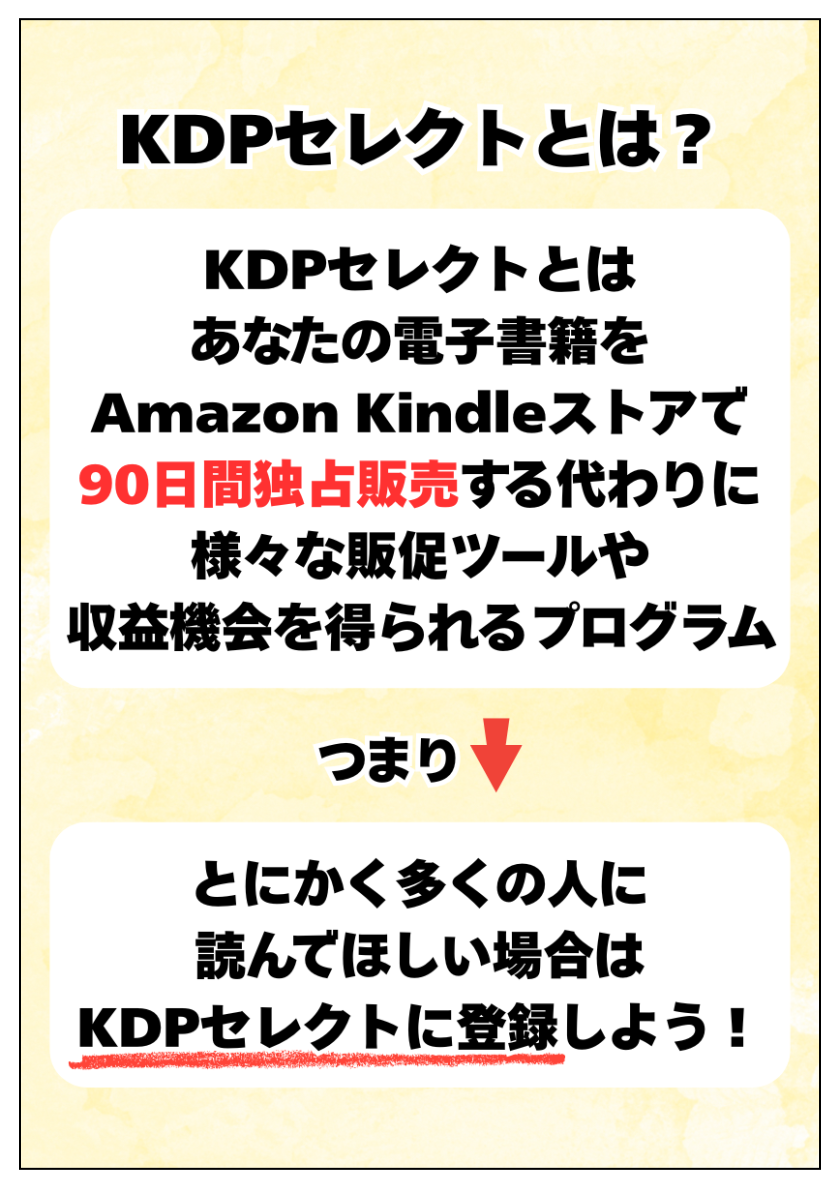 KDPセレクトとは？
KDPセレクトとは
あなたの電子書籍を
Amazon Kindleストアで
90日間独占販売する代わりに
様々な販促ツールや
収益機会を得られるプログラム
つまり
とにかく多くの人に
読んでほしい場合は
KDPセレクトに登録しよう！